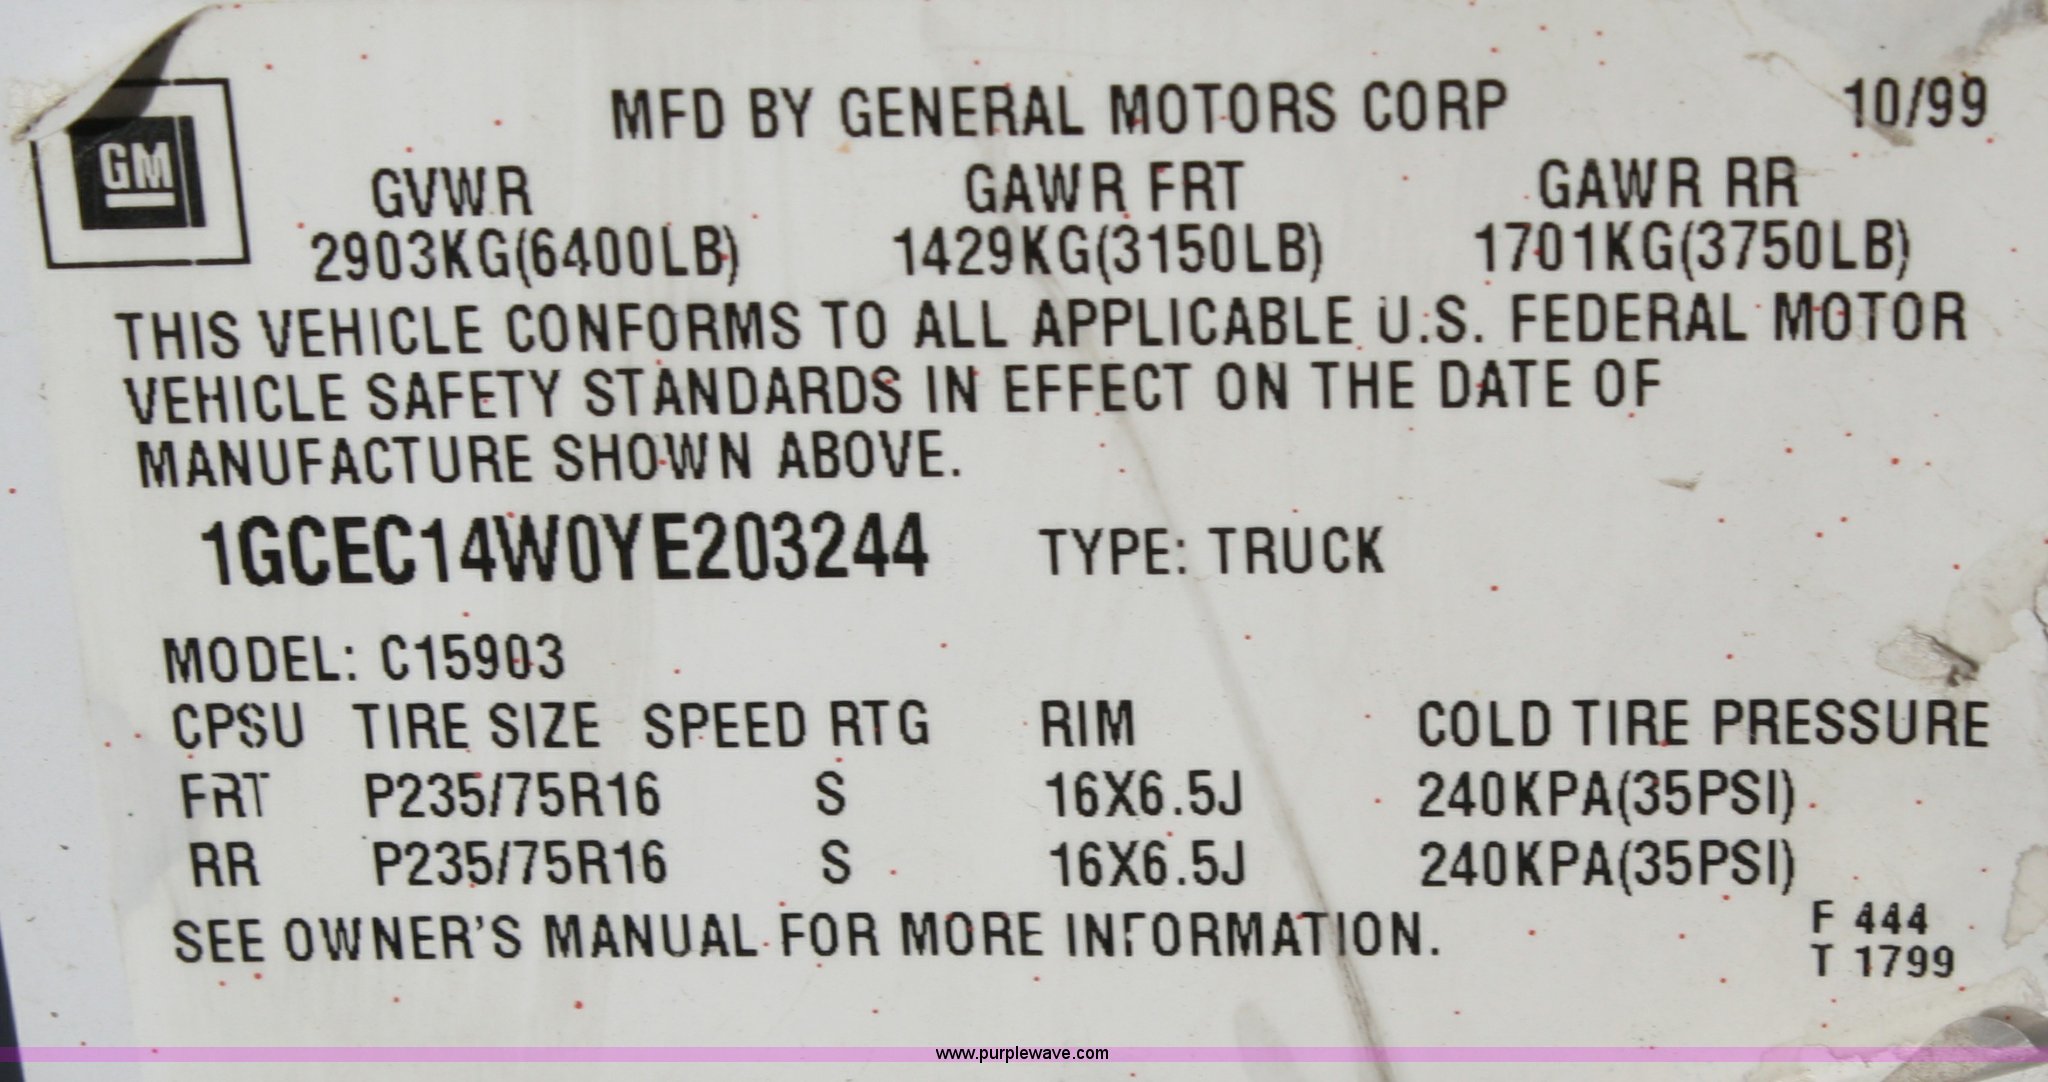 MFD BY GENERAL MOTORS CORP 10/99
GM
GVWR GAWR FRT GAWR RR
2903KG(6400LB) 1429KG(3150LB) 1701KG(3750LB)
THIS VEHICLE CONFORMS TO ALL APPLICABLE U.S. FEDERAL MOTOR
VEHICLE SAFETY STANDARDS IN EFFECT ON THE DATE OF
MANUFACTURE SHOWN ABOVE.
1GCEC14W0YE203244 TYPE: TRUCK
MODEL: C15903
CPSU TIRE SIZE SPEED RTG RIM COLD TIRE PRESSURE
FRT P235/75R16 S 16X6.5J 240KPA(35PSI)
RR P235/75R16 S 16X6.5J 240KPA(35PSI)
SEE OWNER'S MANUAL FOR MORE INFORMATION.
F 444
T 1799
www.purplewave.com